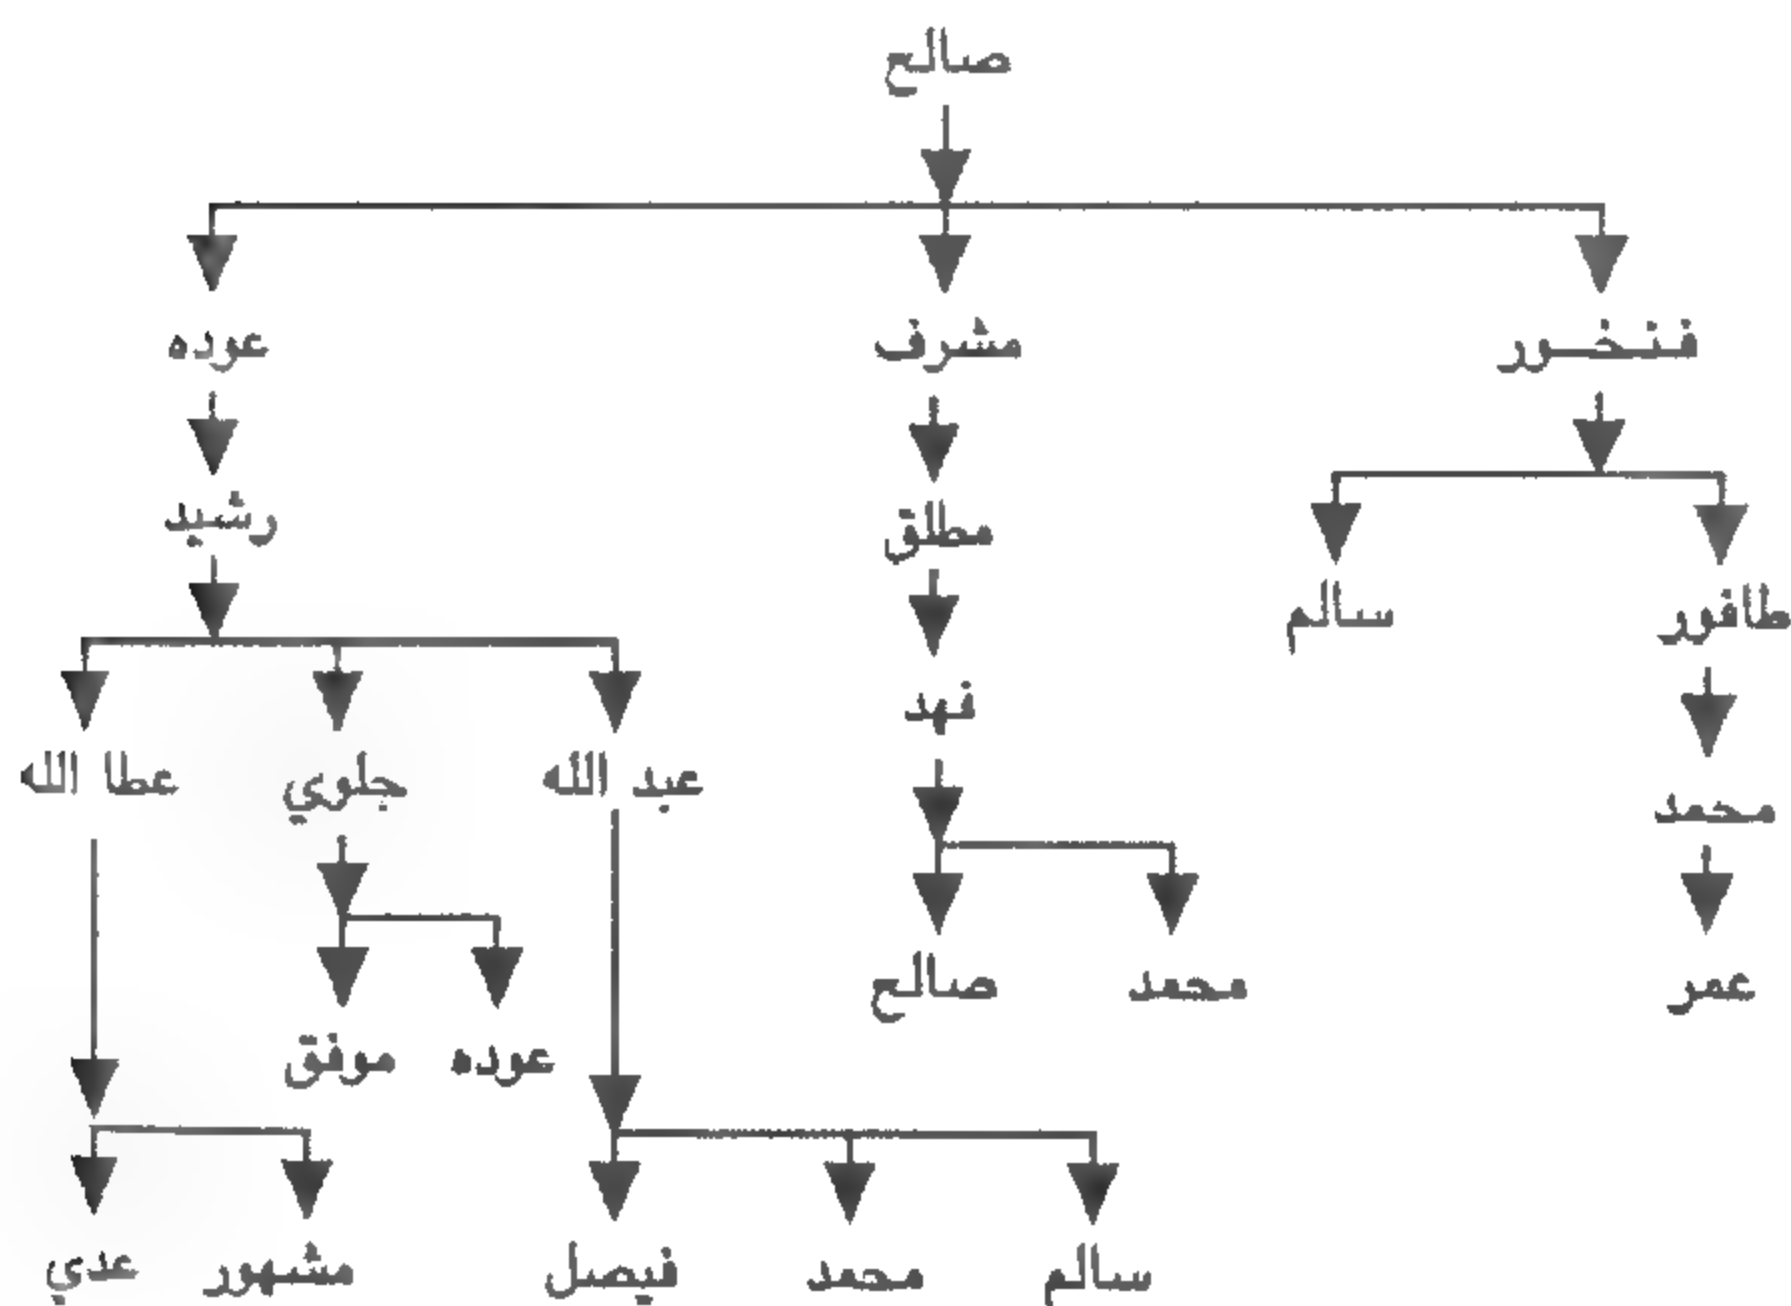 صالح
فنخور مشرف عوده
مطلق رشيد
طافور سالم
فهد
عبد الله جلوي عطا الله
محمد
عمر محمد صالح
عوده موفق
سالم محمد فيصل مشهور عدي